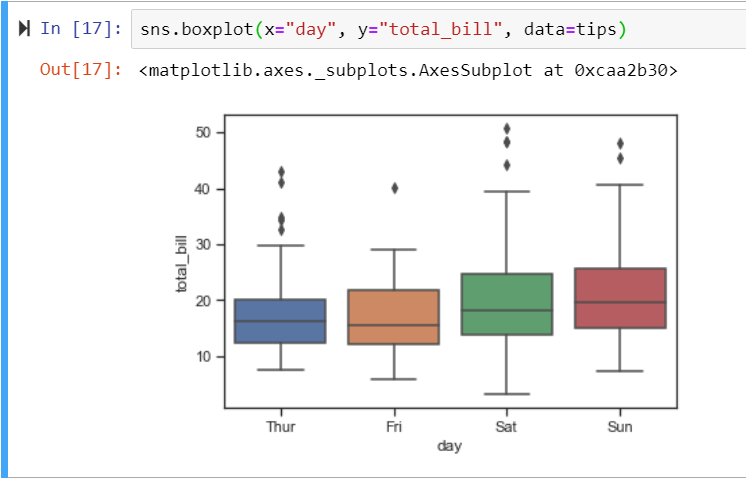 In [17]: sns.boxplot(x="day", y="total_bill", data=tips)
Out[17]: <matplotlib.axes._subplots.AxesSubplot at 0xcaa2b30>
50
40
30
20
10
total_bill
Thur Fri Sat Sun
day